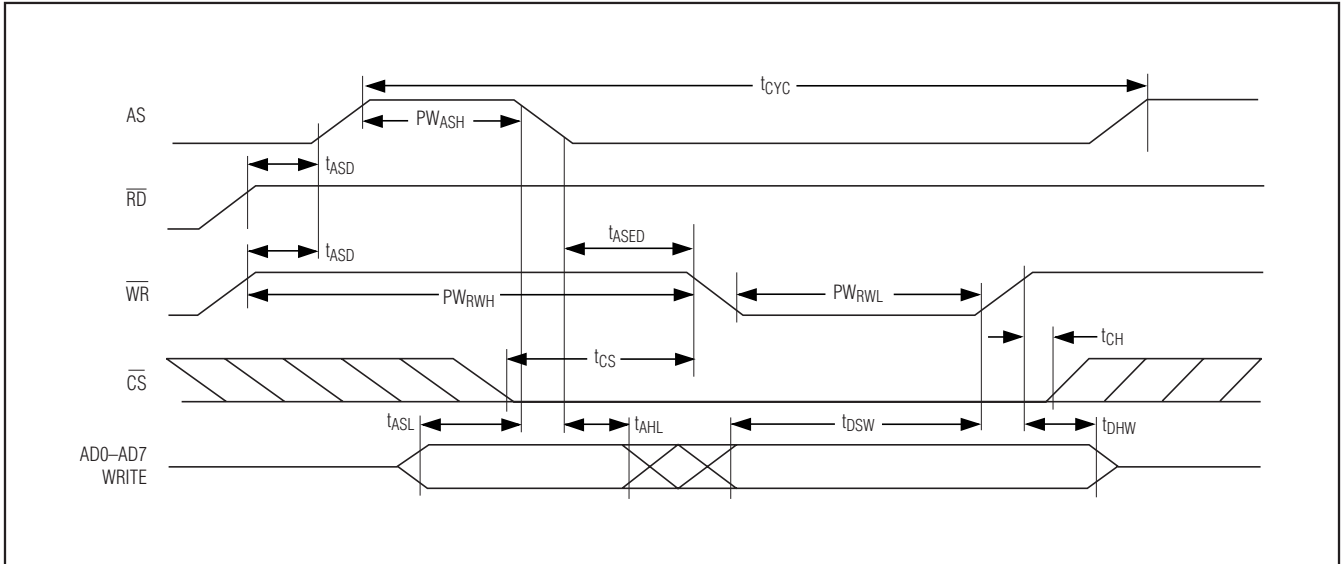 tCYC
AS
PWASH
tASD
RD
tASD
tASED
WR
PWRWH
PWRWL
tCH
tCS
CS
tASL
tAHL
tDSW
tDHW
AD0–AD7
WRITE